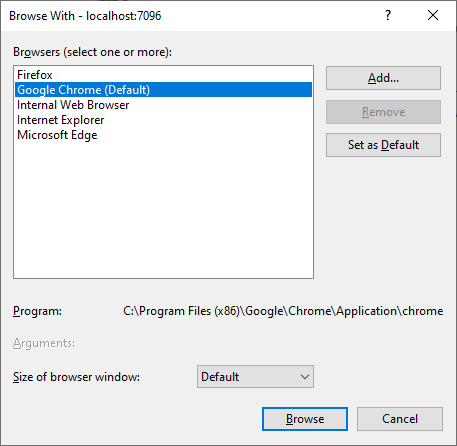 Browse With - localhost:7096
?
Browsers (select one or more):
Firefox
Google Chrome (Default)
Internal Web Browser
Internet Explorer
Microsoft Edge
Add...
Remove
Set as Default
Program:
C:\Program Files (x86)\Google\Chrome\Application\chrome
Arguments:
Size of browser window:
Default
Browse
Cancel